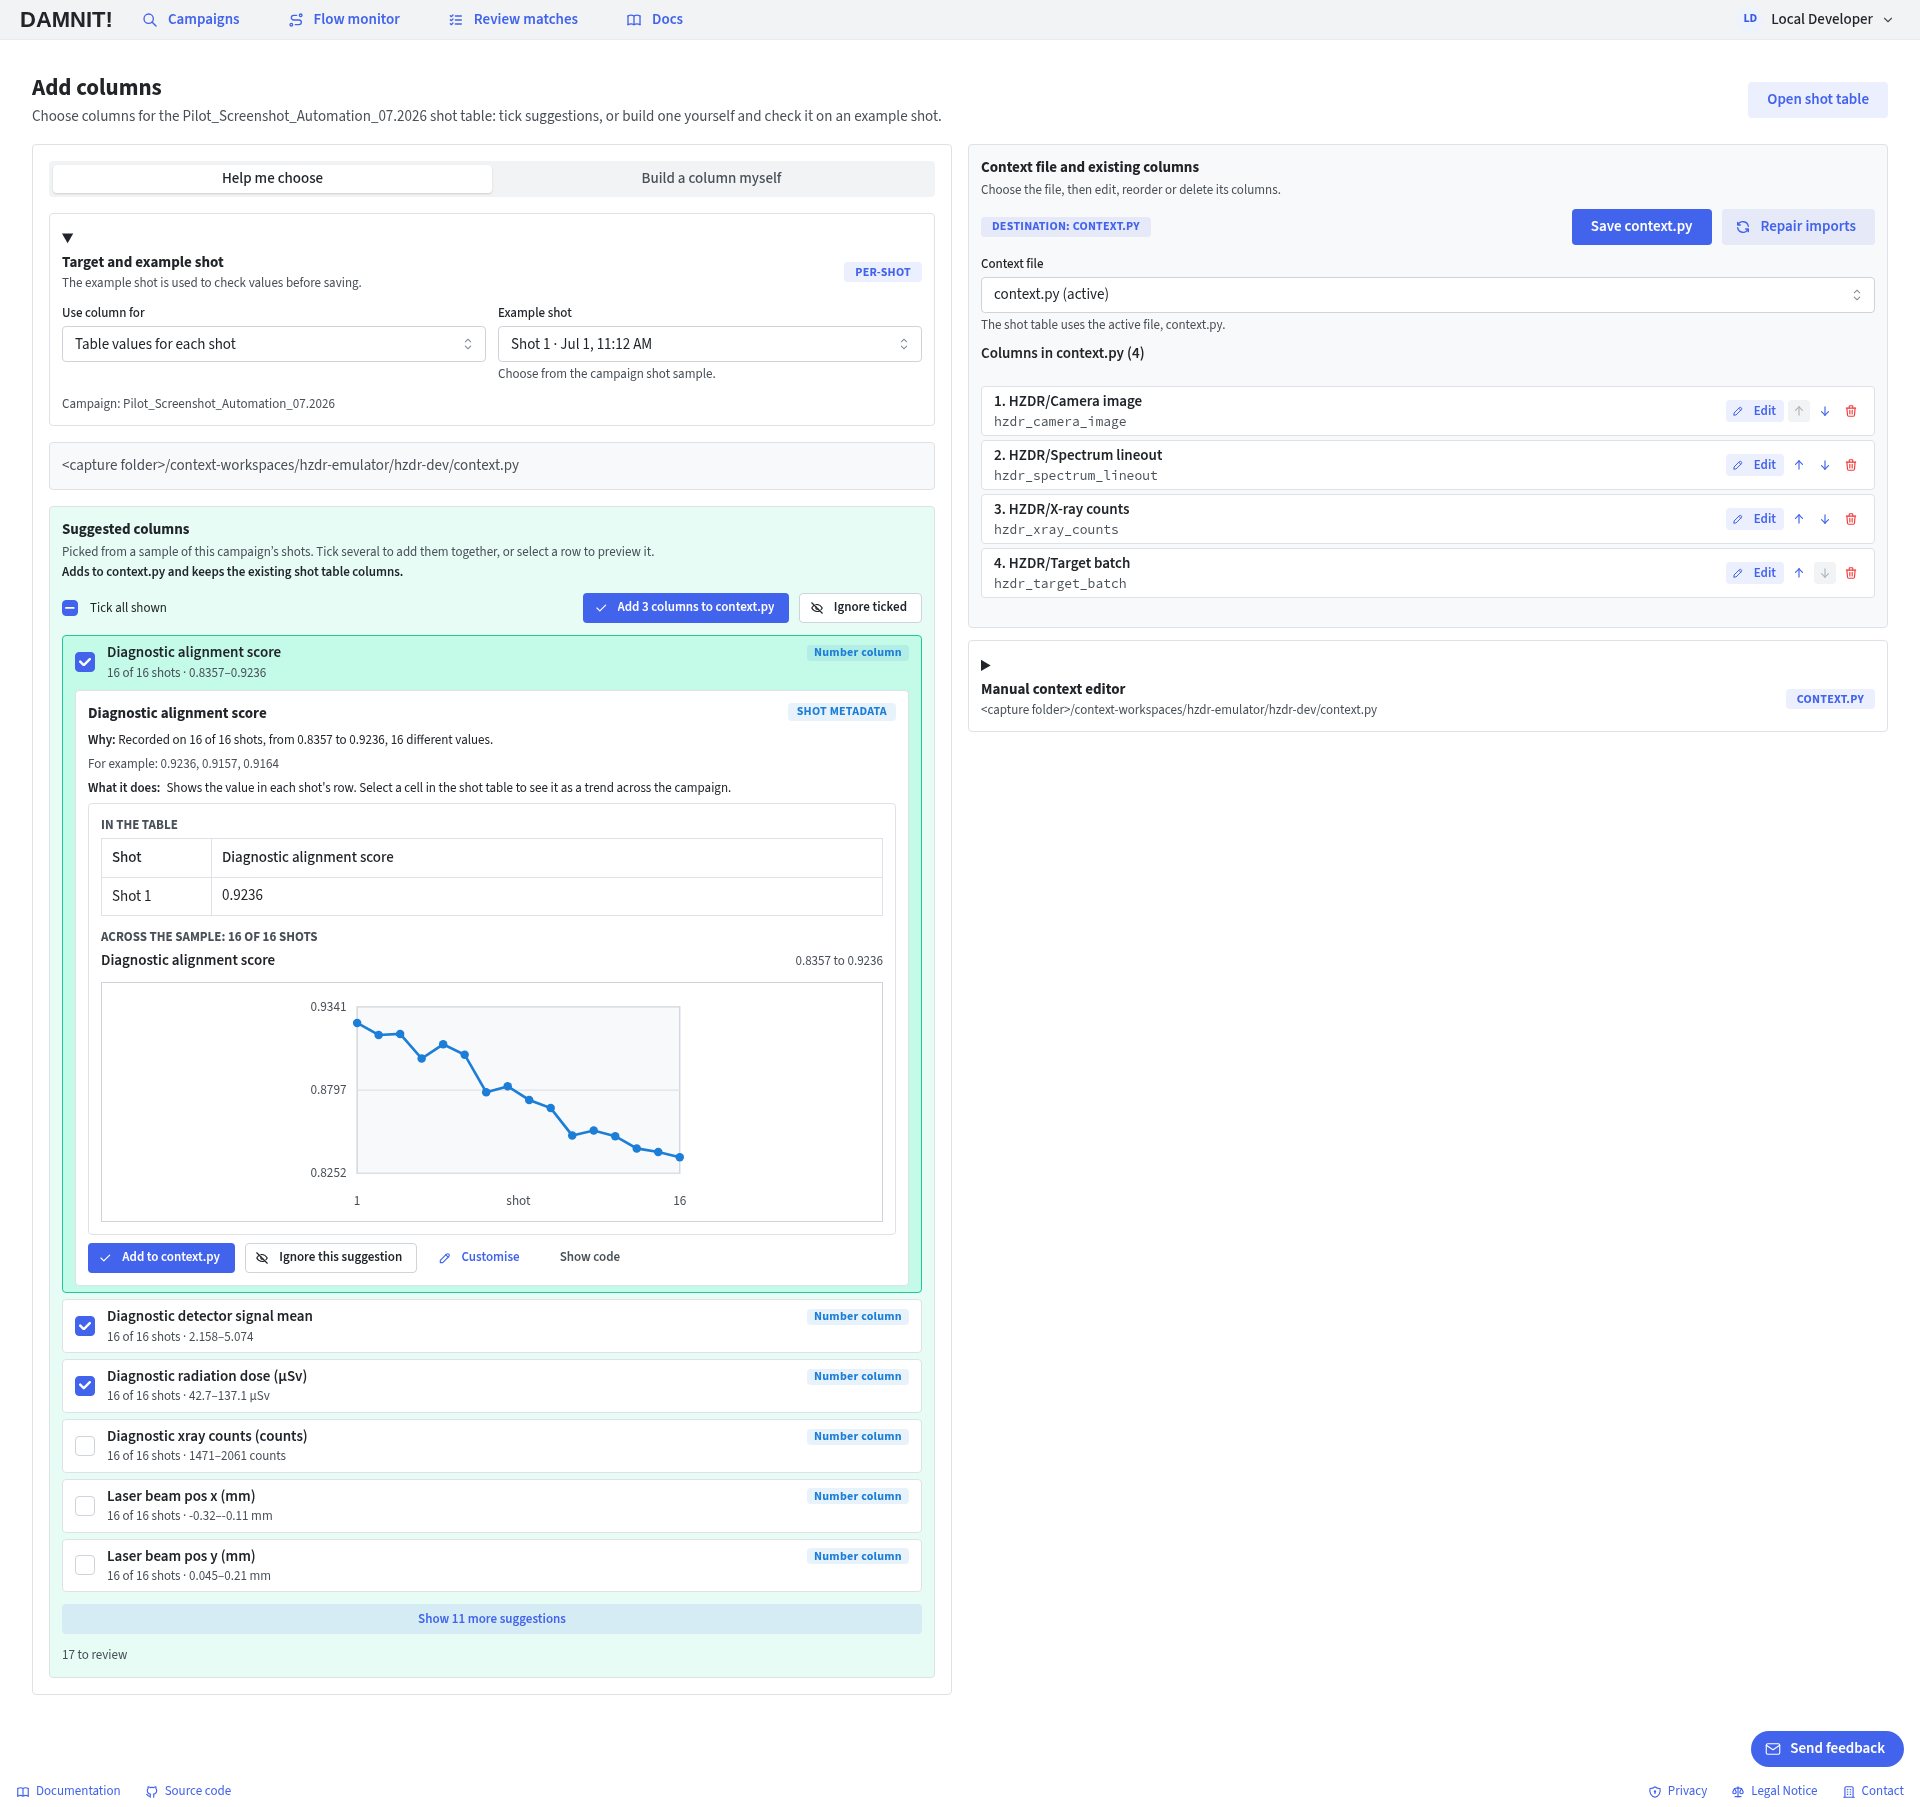 DAMNIT!
Campaigns
Flow monitor
Review matches
Docs
LD
Local Developer
Add columns
Choose columns for the Pilot_Screenshot_Automation_07.2026 shot table: tick suggestions, or build one yourself and check it on an example shot.
Open shot table
Help me choose
Build a column myself
Target and example shot
The example shot is used to check values before saving.
PER-SHOT
Use column for
Example shot
Table values for each shot
Shot 1 · Jul 1, 11:12 AM
Choose from the campaign shot sample.
Campaign: Pilot_Screenshot_Automation_07.2026
<capture folder>/context-workspaces/hzdr-emulator/hzdr-dev/context.py
Suggested columns
Picked from a sample of this campaign's shots. Tick several to add them together, or select a row to preview it.
Adds to context.py and keeps the existing shot table columns.
Tick all shown
Add 3 columns to context.py
Ignore ticked
Diagnostic alignment score
Number column
16 of 16 shots · 0.8357–0.9236
Diagnostic alignment score
SHOT METADATA
Why: Recorded on 16 of 16 shots, from 0.8357 to 0.9236, 16 different values.
For example: 0.9236, 0.9157, 0.9164
What it does: Shows the value in each shot's row. Select a cell in the shot table to see it as a trend across the campaign.
IN THE TABLE
Shot
Diagnostic alignment score
Shot 1
0.9236
ACROSS THE SAMPLE: 16 OF 16 SHOTS
Diagnostic alignment score
0.8357 to 0.9236
0.9341
0.8797
0.8252
1
shot
16
Add to context.py
Ignore this suggestion
Customise
Show code
Diagnostic detector signal mean
Number column
16 of 16 shots · 2.158–5.074
Diagnostic radiation dose (µSv)
Number column
16 of 16 shots · 42.7–137.1 µSv
Diagnostic xray counts (counts)
Number column
16 of 16 shots · 1471–2061 counts
Laser beam pos x (mm)
Number column
16 of 16 shots · -0.32–-0.11 mm
Laser beam pos y (mm)
Number column
16 of 16 shots · 0.045–0.21 mm
Show 11 more suggestions
17 to review
Context file and existing columns
Choose the file, then edit, reorder or delete its columns.
DESTINATION: CONTEXT.PY
Save context.py
Repair imports
Context file
context.py (active)
The shot table uses the active file, context.py.
Columns in context.py (4)
1. HZDR/Camera image
hzdr_camera_image
Edit
2. HZDR/Spectrum lineout
hzdr_spectrum_lineout
Edit
3. HZDR/X-ray counts
hzdr_xray_counts
Edit
4. HZDR/Target batch
hzdr_target_batch
Edit
Manual context editor
<capture folder>/context-workspaces/hzdr-emulator/hzdr-dev/context.py
CONTEXT.PY
Send feedback
Documentation
Source code
Privacy
Legal Notice
Contact